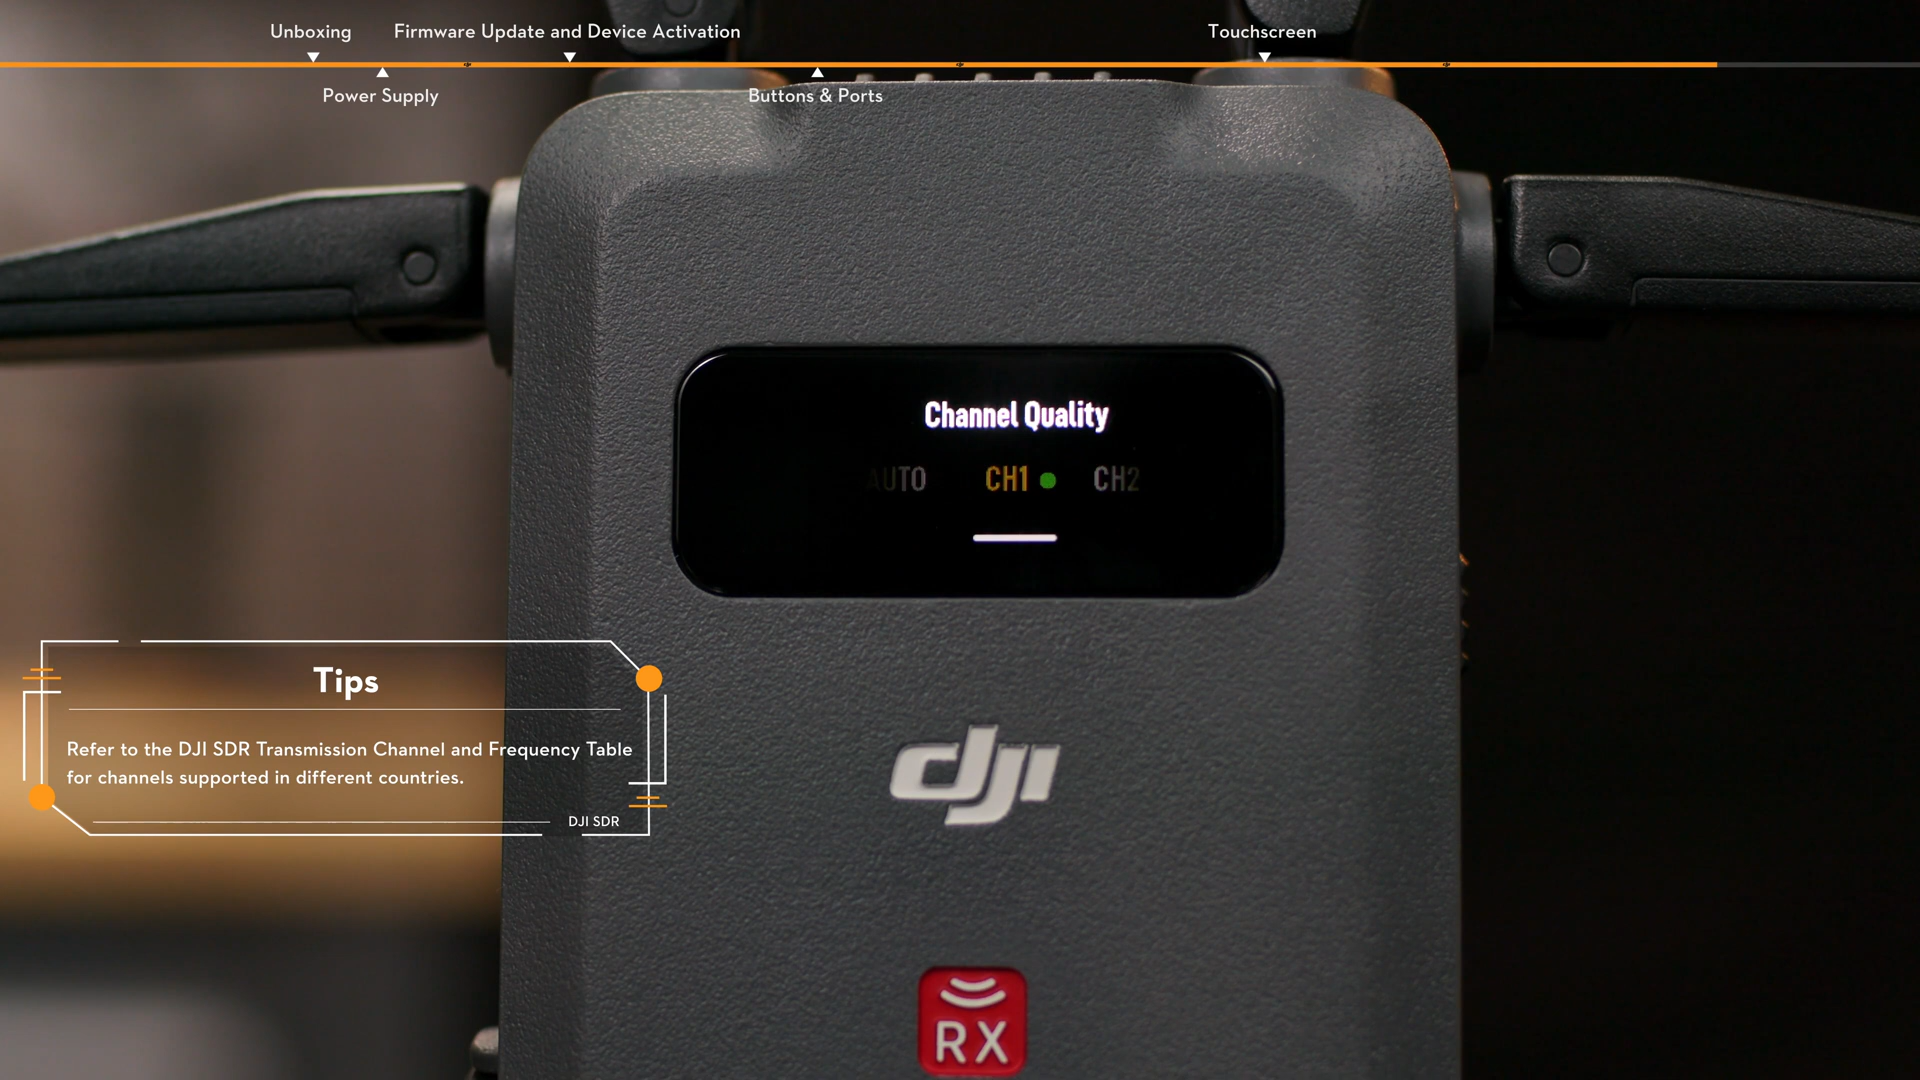 Unboxing
Firmware Update and Device Activation
Touchscreen
Power Supply
Buttons & Ports
Channel Quality
AUTO
CH1
CH2
Tips
Refer to the DJI SDR Transmission Channel and Frequency Table
for channels supported in different countries.
DJI SDR
dji
RX